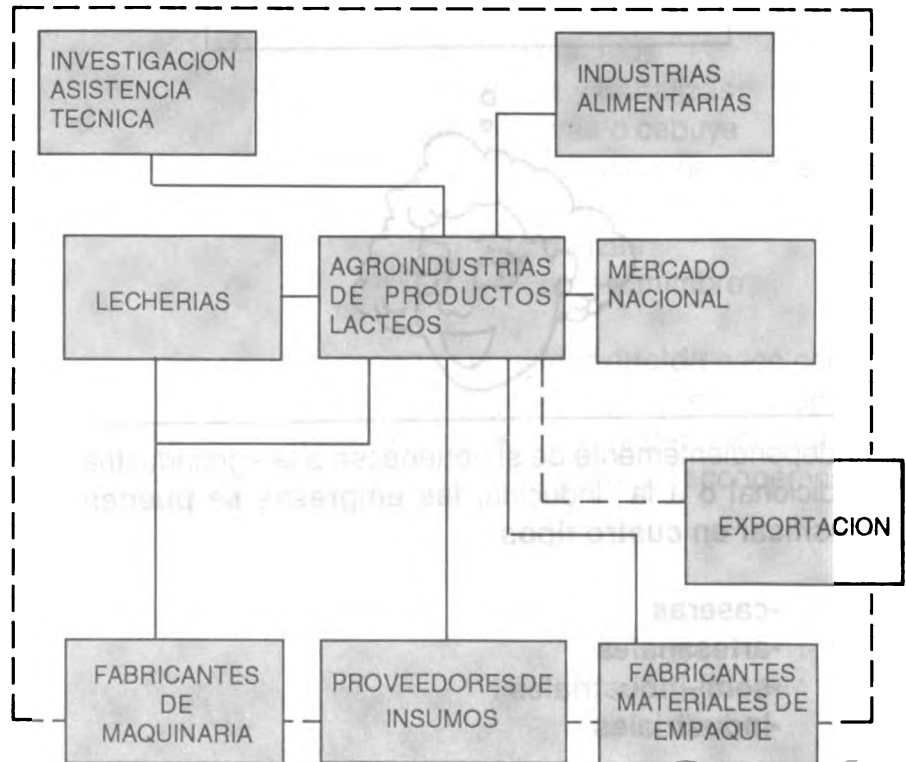 INVESTIGACION
ASISTENCIA
TECNICA
INDUSTRIAS
ALIMENTARIAS
LECHERIAS
AGROINDUSTRIAS
DE PRODUCTOS
LACTEOS
MERCADO
NACIONAL
EXPORTACION
FABRICANTES
DE
MAQUINARIA
PROVEEDORES DE
INSUMOS
FABRICANTES
MATERIALES DE
EMPAQUE